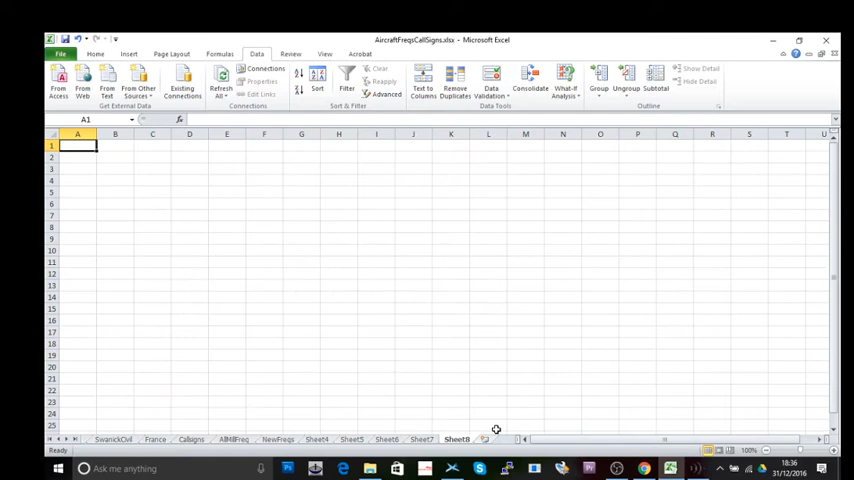 AircraftFreqsCallSigns.xlsx - Microsoft Excel
File Home Insert Page Layout Formulas Data Review View Acrobat
From Access From Web From Text From Other Sources Existing Connections Refresh All Connections Properties Edit Links Sort Filter Clear Reapply Advanced Text to Columns Remove Duplicates Data Validation Consolidate What-If Analysis Group Ungroup Subtotal Show Detail Hide Detail
Get External Data Connections Sort & Filter Data Tools Outline
A1 fx
A B C D E F G H I J K L M N O P Q R S T U
1
2
3
4
5
6
7
8
9
10
11
12
13
14
15
16
17
18
19
20
21
22
23
24
25
SwanickCivil France Callsigns AllMilFreq NewFreqs Sheet4 Sheet5 Sheet6 Sheet7 Sheet8
Ready 100%
Ask me anything 18:36
31/12/2016